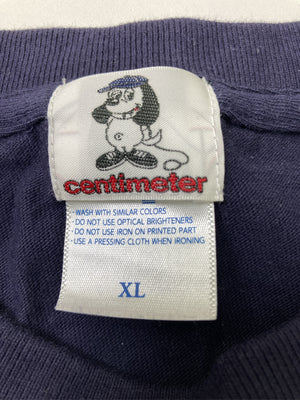 centimeter
· WASH WITH SIMILAR COLORS
· DO NOT USE OPTICAL BRIGHTENERS
· DO NOT USE IRON ON PRINTED PART
· USE A PRESSING CLOTH WHEN IRONING
XL